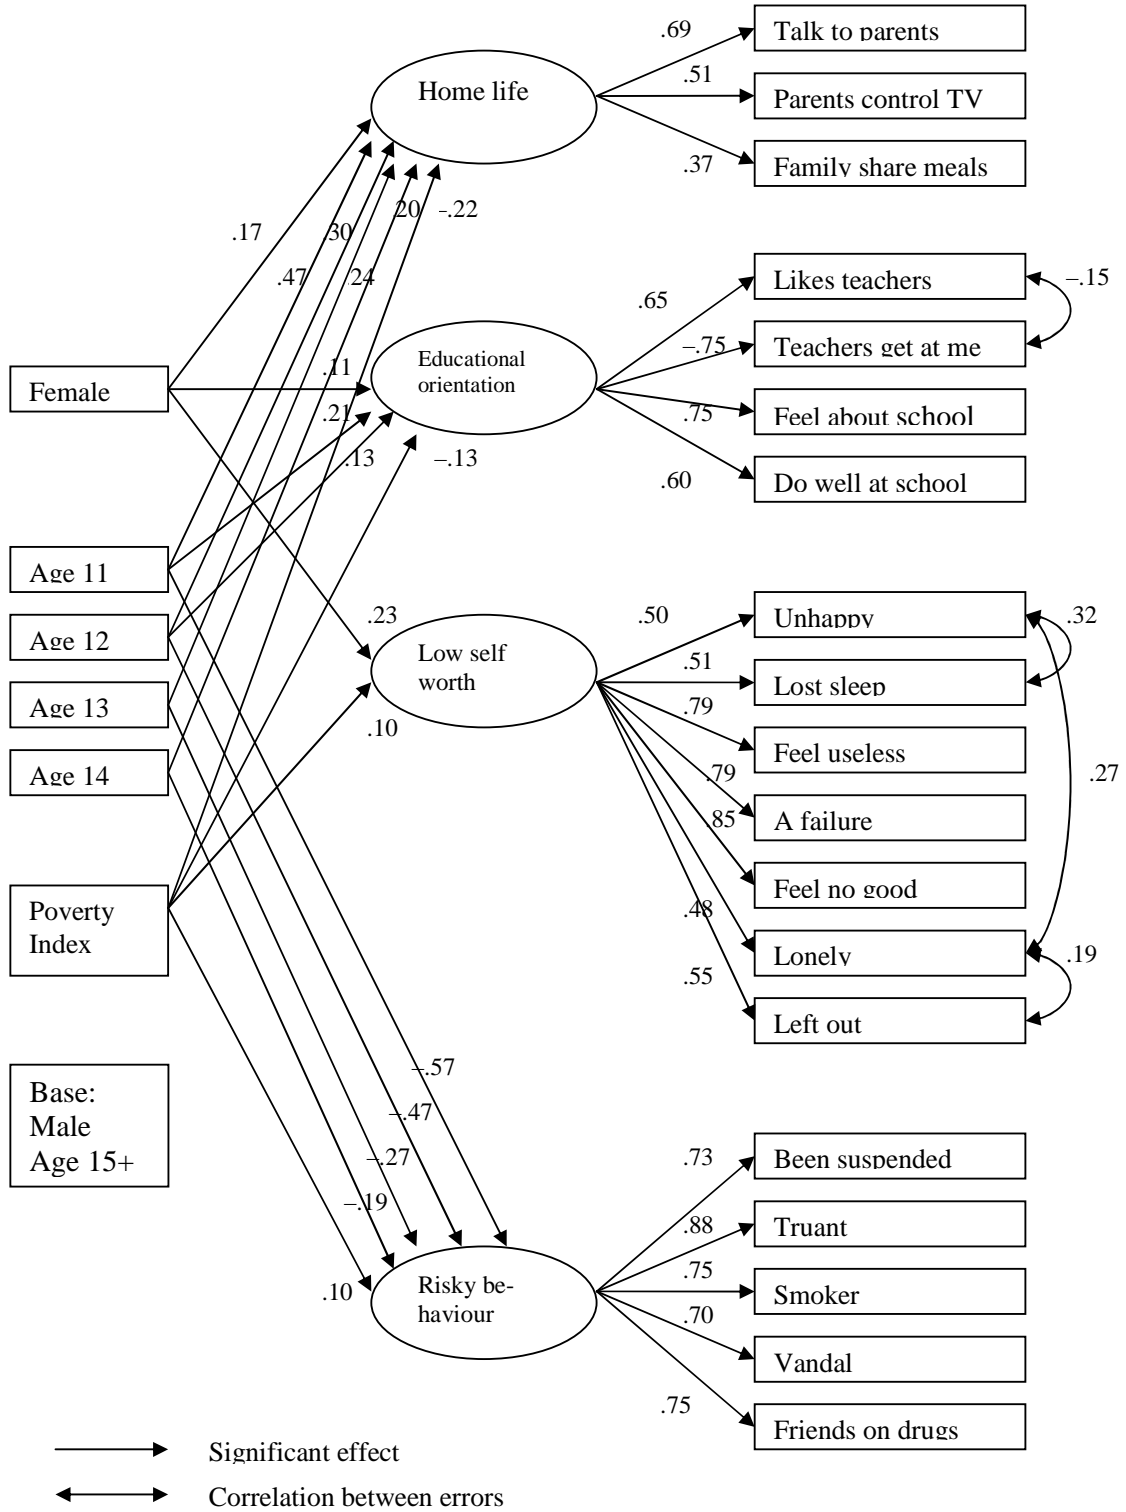 .69
Talk to parents
.51
Home life
Parents control TV
.37
Family share meals
.17
.30
.20
–.22
.47
.24
Likes teachers
–.15
.65
–.75
Teachers get at me
Female
.11
Educational
orientation
.21
.75
Feel about school
.13
–.13
.60
Do well at school
Age 11
.23
.50
Unhappy
.32
Age 12
Low self
worth
.51
Lost sleep
Age 13
.10
.79
Feel useless
Age 14
.79
.27
.85
A failure
Feel no good
Poverty
Index
.48
Lonely
.19
.55
Left out
Base:
Male
Age 15+
–.57
–.47
–.27
–.19
.73
Been suspended
.88
Truant
.10
Risky be-
haviour
.75
Smoker
.70
Vandal
.75
Friends on drugs
Significant effect
Correlation between errors